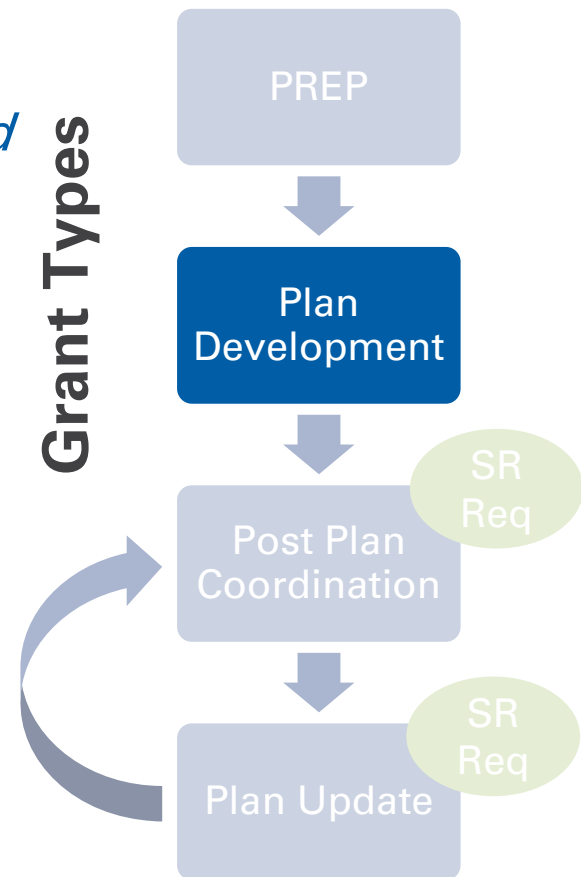 d
Grant Types
PREP
Plan
Development
SR
Req
Post Plan
Coordination
SR
Req
Plan Update